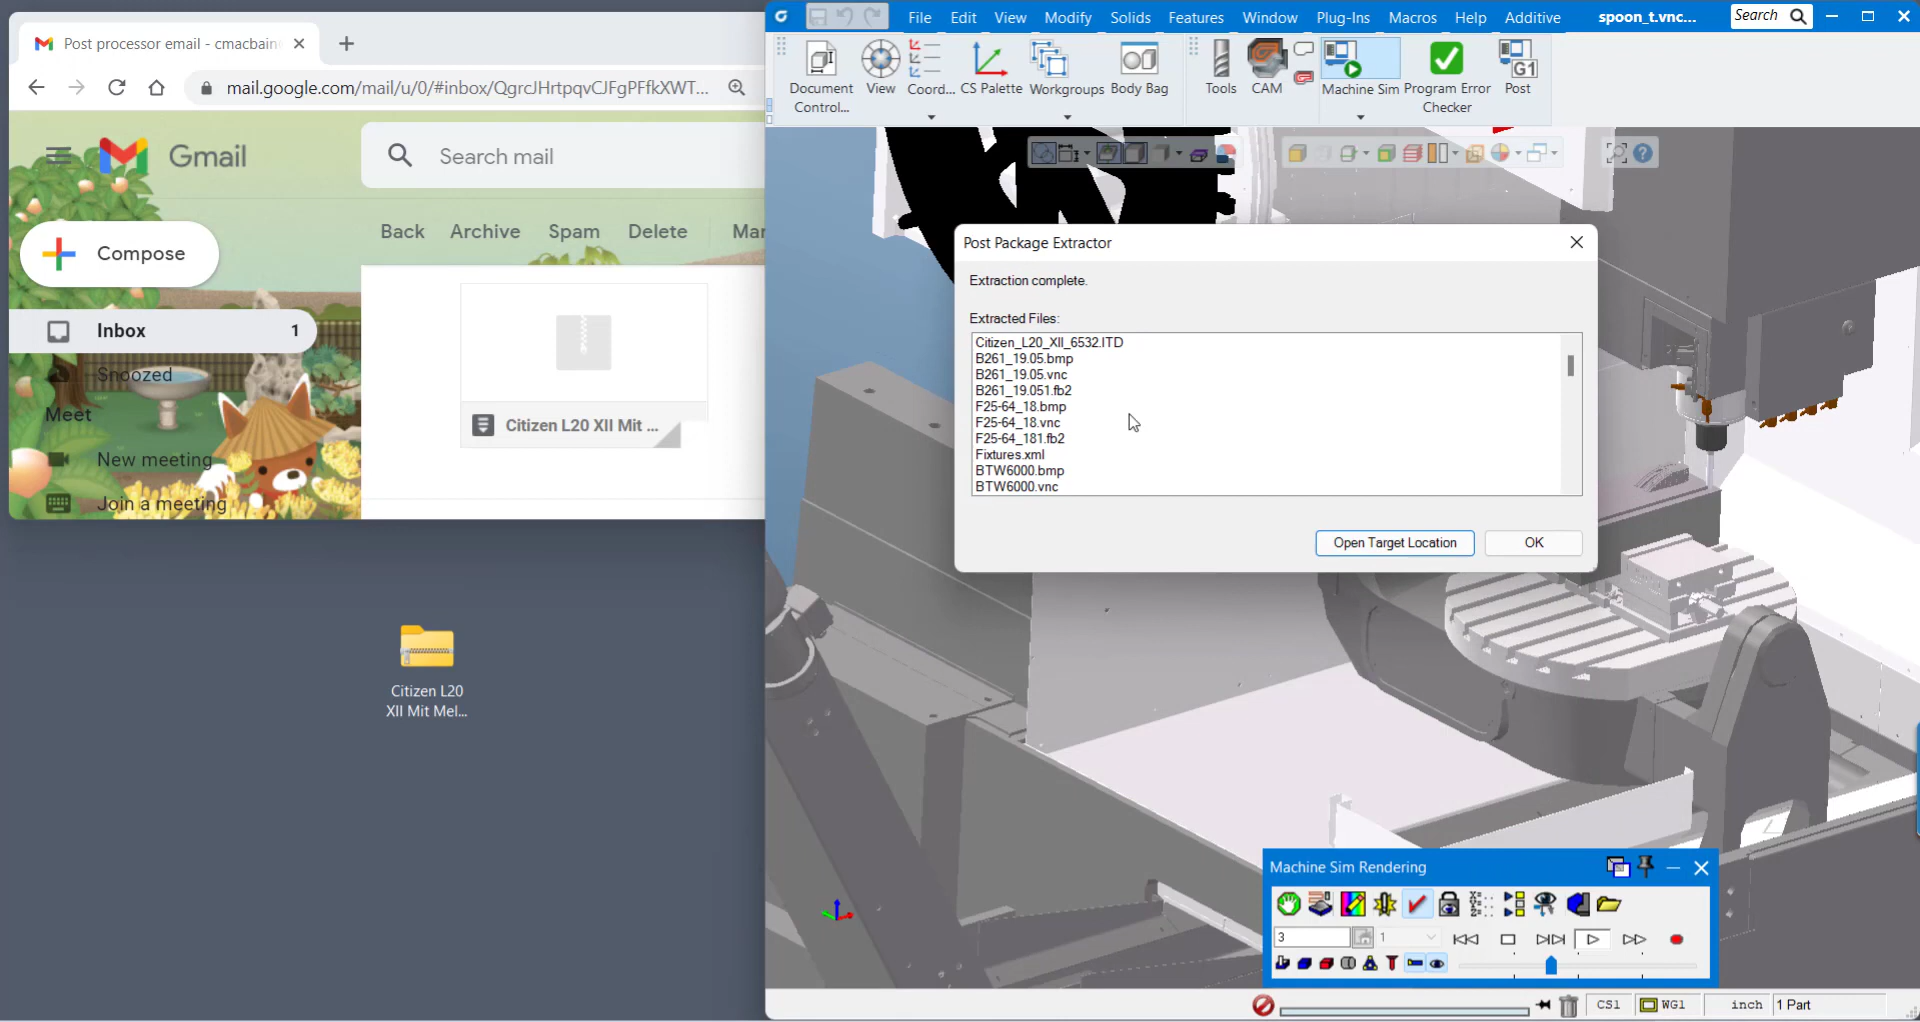 Post processor email - cmacbain
mail.google.com/mail/u/0/#inbox/QgrcJHrtpqvCJFgPFfkXWT...
Gmail
Search mail
Compose
Back Archive Spam Delete Mar
Inbox 1
Snoozed
Meet
New meeting
Join a meeting
Citizen L20 XII Mit ...
Citizen L20
XII Mit Mel...
File Edit View Modify Solids Features Window Plug-Ins Macros Help Additive spoon_t.vnc... Search
Document
Control...
View
Coord...
CS Palette
Workgroups
Body Bag
Tools
CAM
Machine Sim
Program Error
Checker
G1
Post
Post Package Extractor
Extraction complete.
Extracted Files:
Citizen_L20_XII_6532.ITD
B261_19.05.bmp
B261_19.05.vnc
B261_19.051.fb2
F25-64_18.bmp
F25-64_18.vnc
F25-64_181.fb2
Fixtures.xml
BTW6000.bmp
BTW6000.vnc
Open Target Location OK
Machine Sim Rendering
3 1
CS1 WG1 inch 1 Part